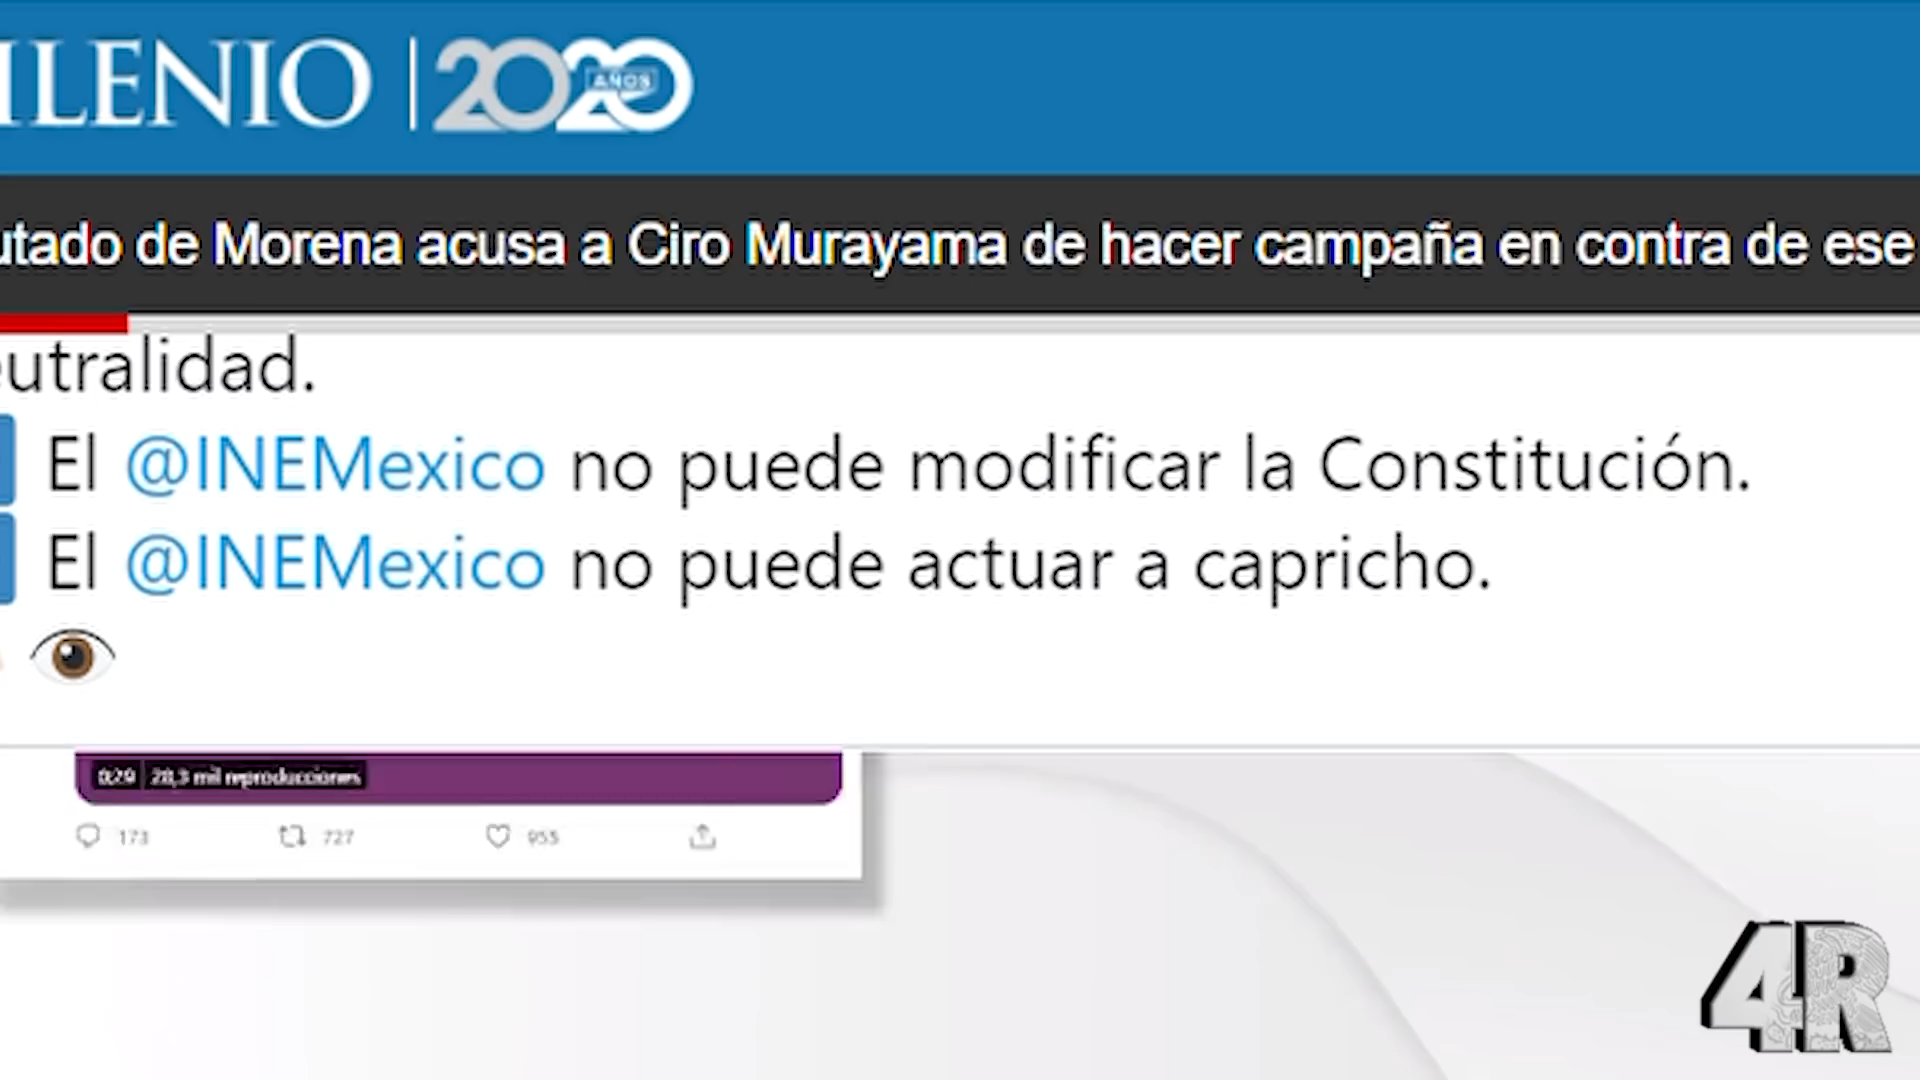 ILENIO | 2020 AÑOS
utado de Morena acusa a Ciro Murayama de hacer campaña en contra de ese
eutralidad.
El @INEMexico no puede modificar la Constitución.
El @INEMexico no puede actuar a capricho.
0:29 28,3 mil reproducciones
173 727 955
4R